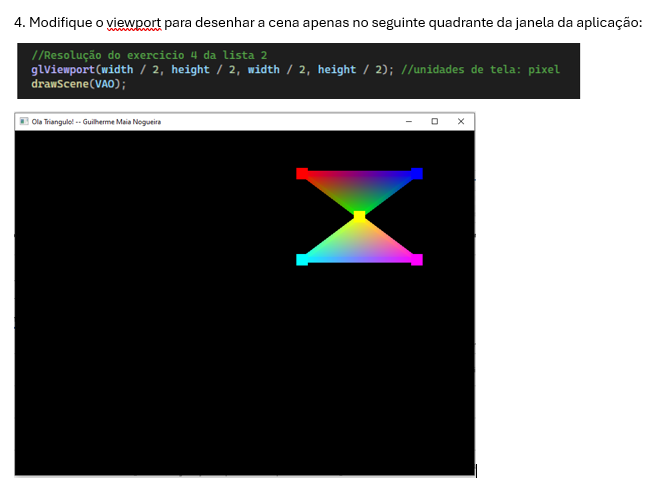 4. Modifique o viewport para desenhar a cena apenas no seguinte quadrante da janela da aplicação:
//Resolução do exercicio 4 da lista 2
glViewport(width / 2, height / 2, width / 2, height / 2); //unidades de tela: pixel
drawScene(VAO);
Ola Triangulo! -- Guilherme Maia Nogueira